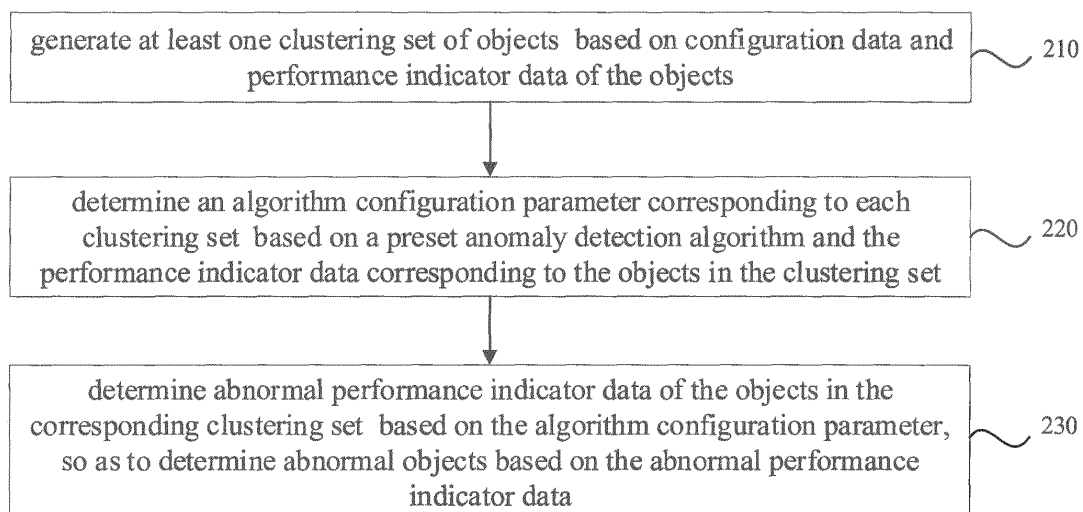 generate at least one clustering set of objects based on configuration data and
performance indicator data of the objects
210
determine an algorithm configuration parameter corresponding to each
clustering set based on a preset anomaly detection algorithm and the
performance indicator data corresponding to the objects in the clustering set
220
determine abnormal performance indicator data of the objects in the
corresponding clustering set based on the algorithm configuration parameter,
so as to determine abnormal objects based on the abnormal performance
indicator data
230